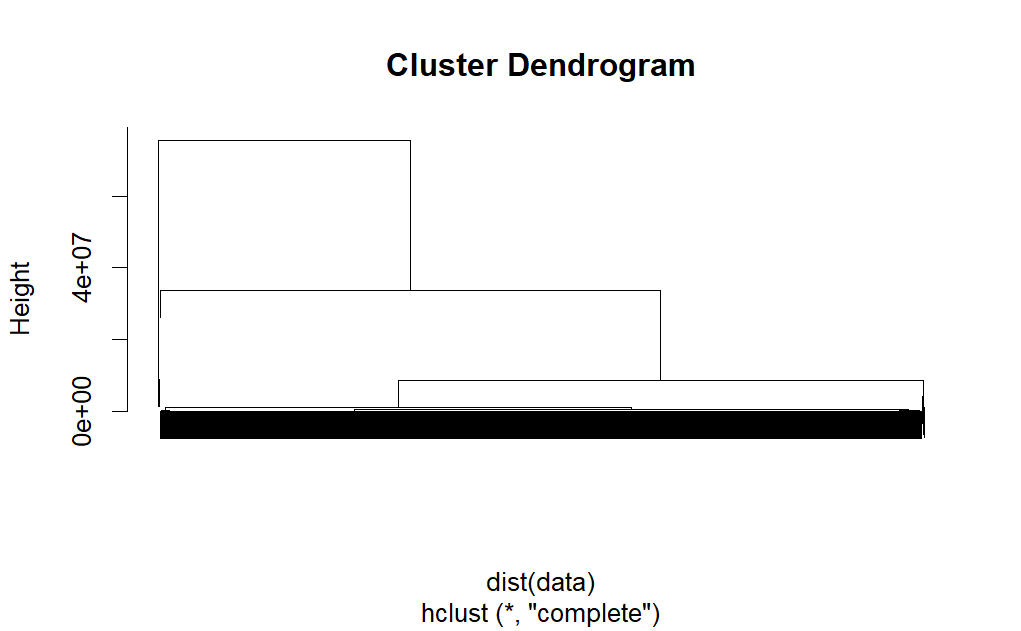 Cluster Dendrogram
Height
4e+07
0e+00
dist(data)
hclust (*, "complete")